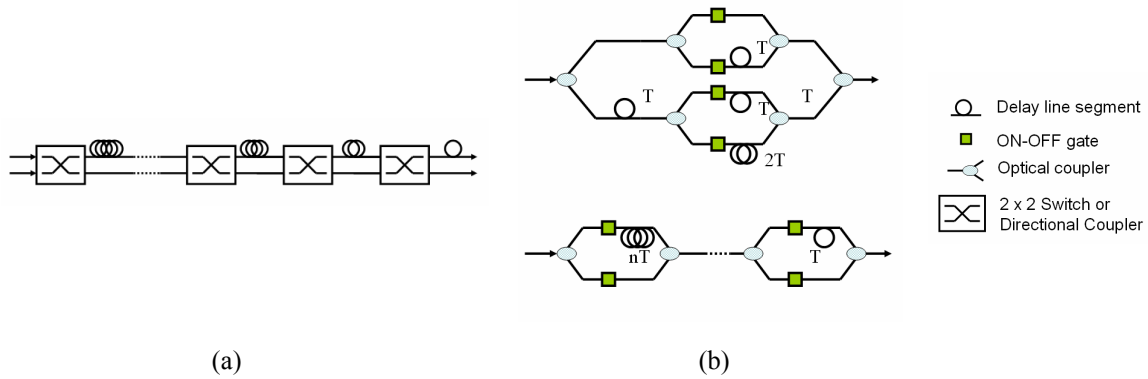 T
T
T
T
2T
nT
T
Delay line segment
ON-OFF gate
Optical coupler
2 x 2 Switch or
Directional Coupler
(a)
(b)